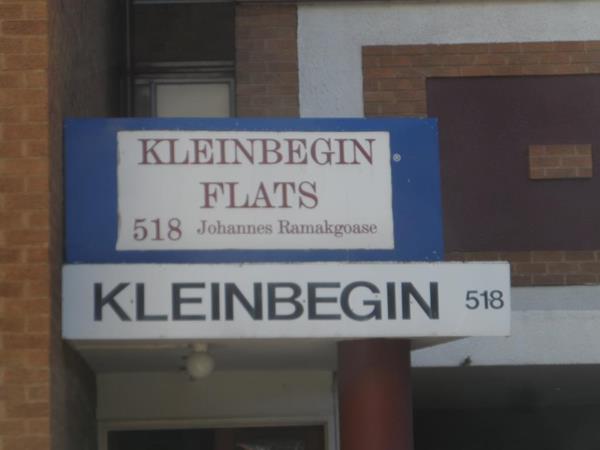 KLEINBEGIN ®
FLATS
518 Johannes Ramakgoase
KLEINBEGIN 518